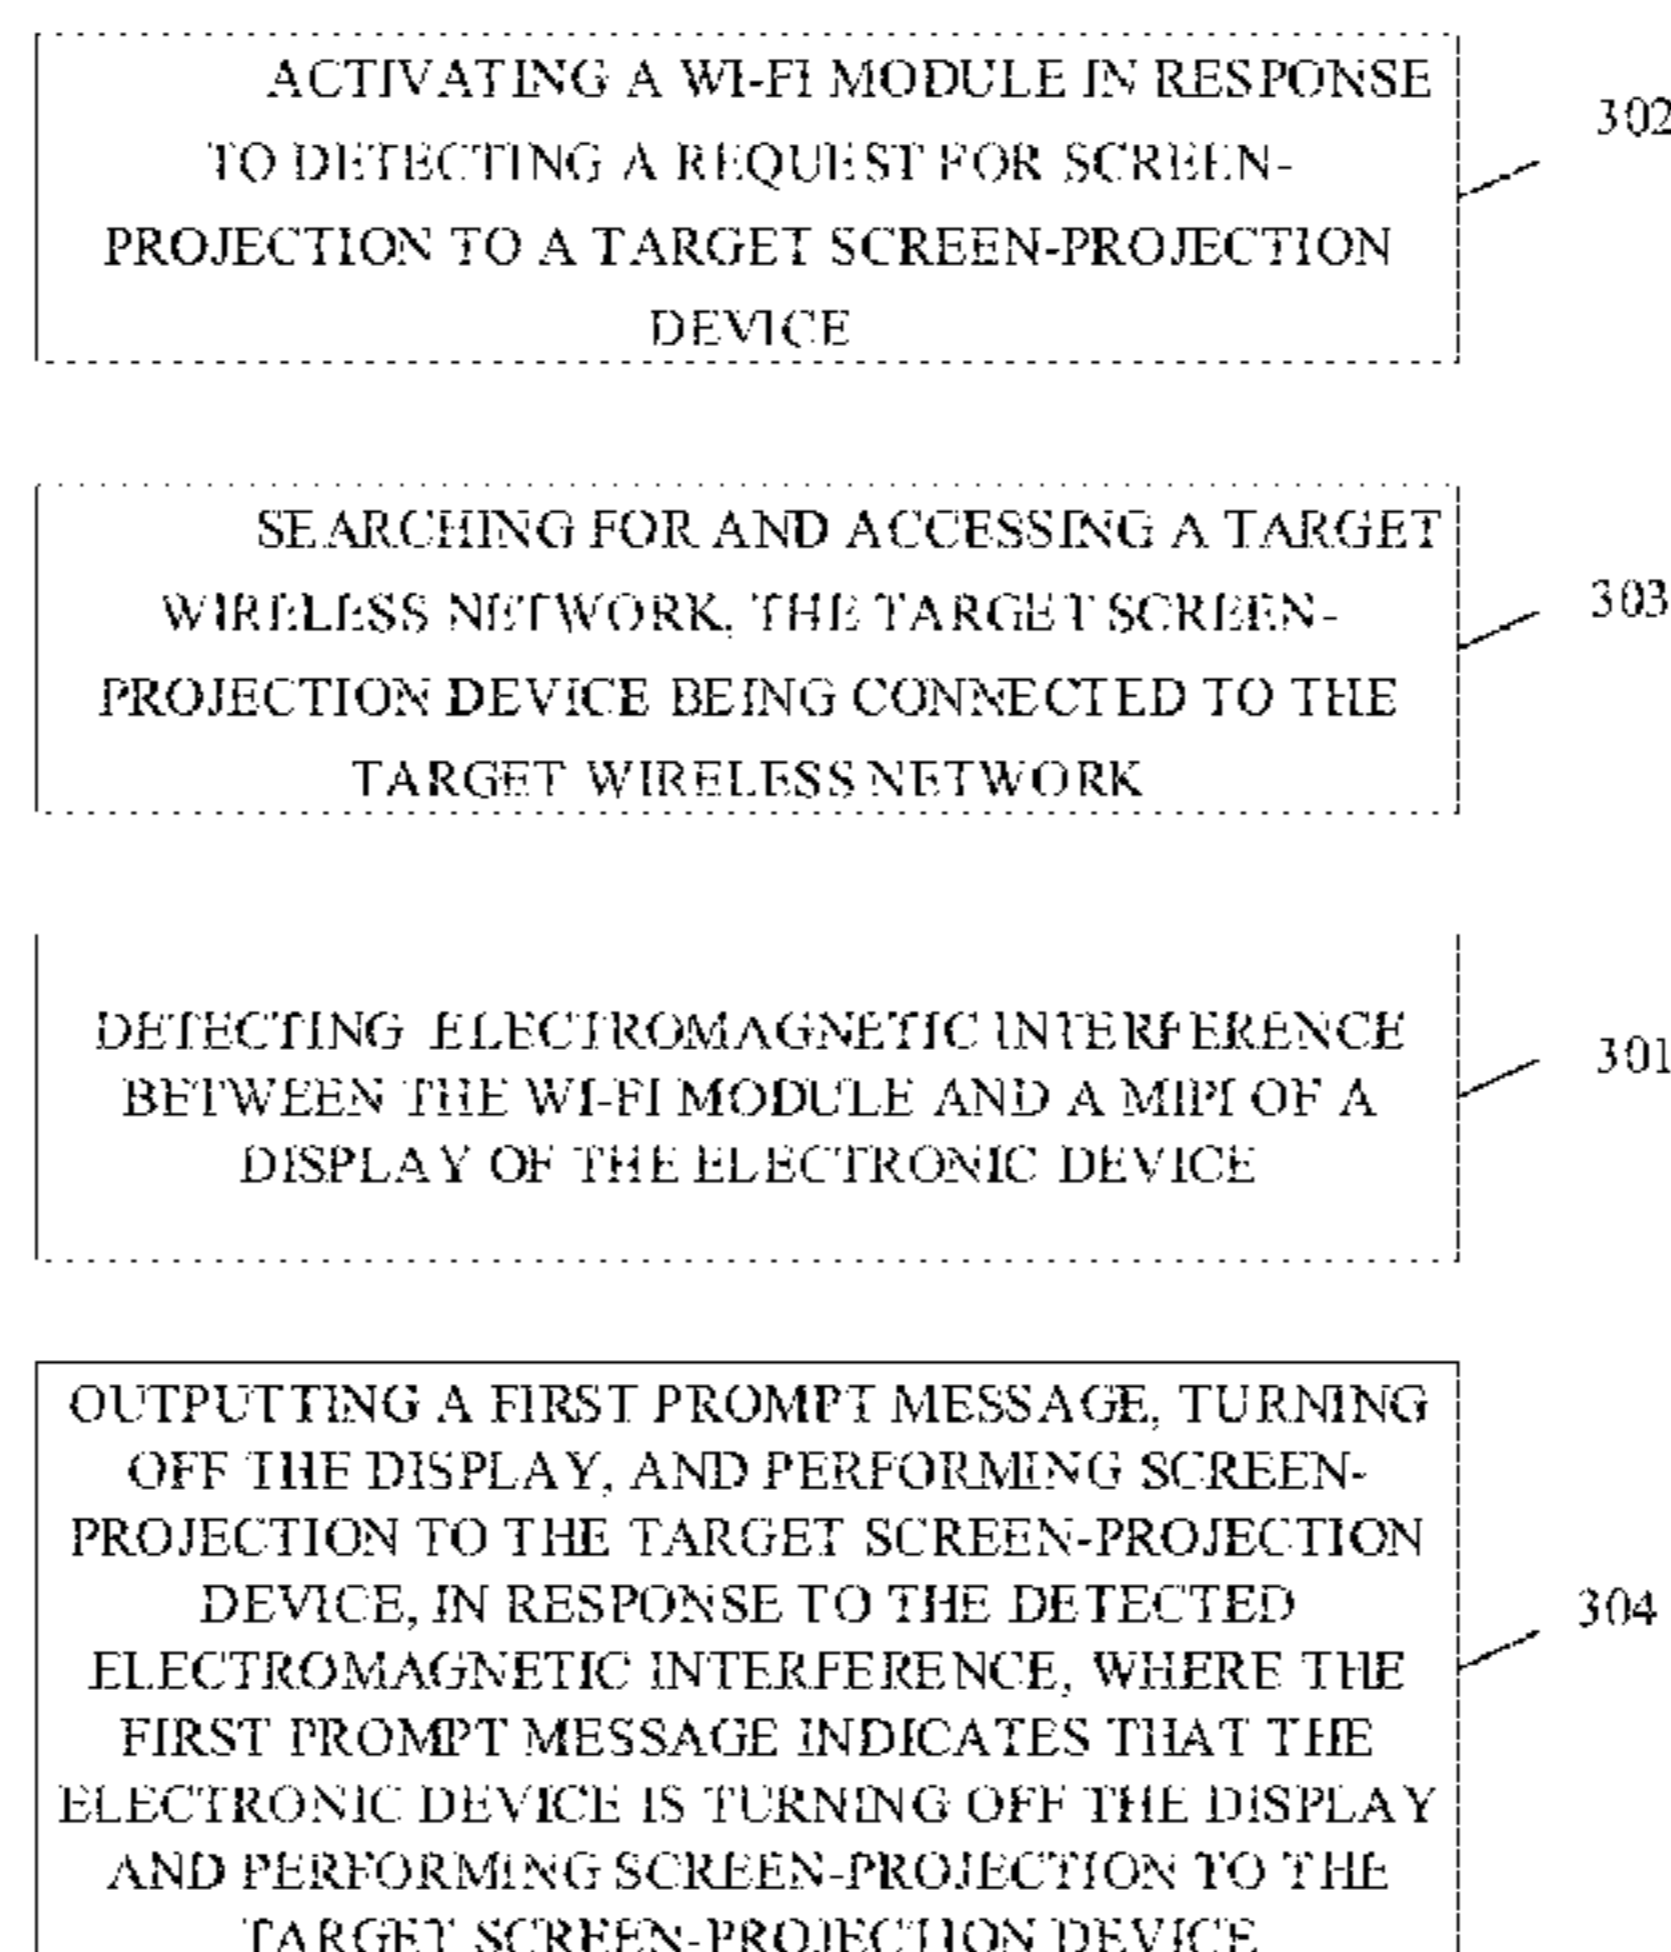 ACTIVATING A WI-FI MODULE IN RESPONSE
TO DETECTING A REQUEST FOR SCREEN-
PROJECTION TO A TARGET SCREEN-PROJECTION
DEVICE
302
SEARCHING FOR AND ACCESSING A TARGET
WIRELESS NETWORK, THE TARGET SCREEN-
PROJECTION DEVICE BEING CONNECTED TO THE
TARGET WIRELESS NETWORK
303
DETECTING ELECTROMAGNETIC INTERFERENCE
BETWEEN THE WI-FI MODULE AND A MIPI OF A
DISPLAY OF THE ELECTRONIC DEVICE
301
OUTPUTTING A FIRST PROMPT MESSAGE, TURNING
OFF THE DISPLAY, AND PERFORMING SCREEN-
PROJECTION TO THE TARGET SCREEN-PROJECTION
DEVICE, IN RESPONSE TO THE DETECTED
ELECTROMAGNETIC INTERFERENCE, WHERE THE
FIRST PROMPT MESSAGE INDICATES THAT THE
ELECTRONIC DEVICE IS TURNING OFF THE DISPLAY
AND PERFORMING SCREEN-PROJECTION TO THE
TARGET SCREEN-PROJECTION DEVICE
304